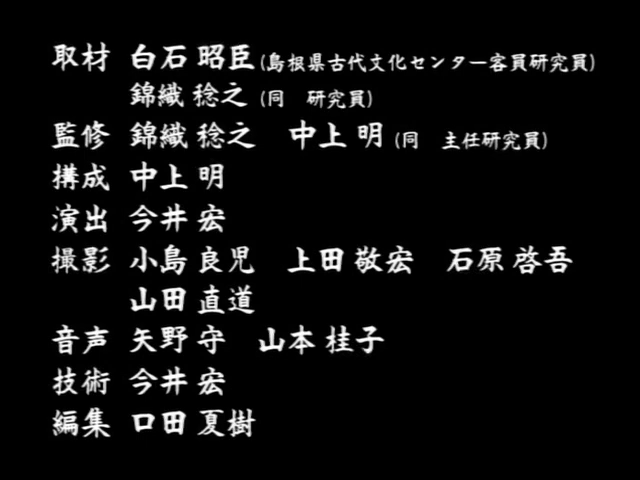 取材 白石 昭臣(島根県古代文化センター客員研究員)
錦織 稔之 (同 研究員)
監修 錦織 稔之 中上 明(同 主任研究員)
構成 中上 明
演出 今井 宏
撮影 小島 良児 上田 敬宏 石原 啓吾
山田 直道
音声 矢野 守 山本 桂子
技術 今井 宏
編集 口田 夏樹